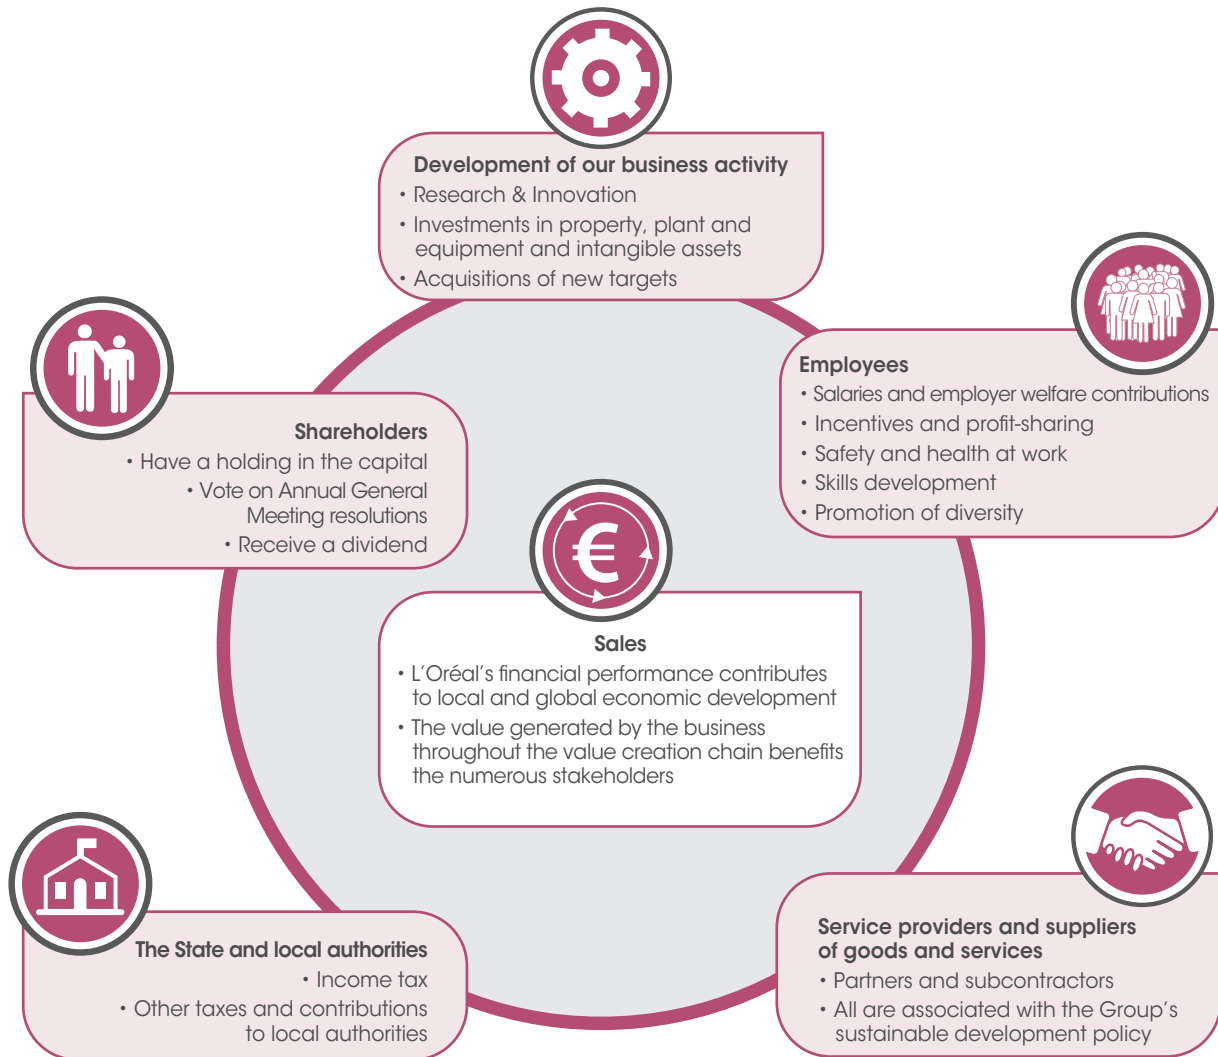 Development of our business activity
• Research & Innovation
• Investments in property, plant and
equipment and intangible assets
• Acquisitions of new targets
Employees
• Salaries and employer welfare contributions
• Incentives and profit-sharing
• Safety and health at work
• Skills development
• Promotion of diversity
Shareholders
• Have a holding in the capital
• Vote on Annual General
Meeting resolutions
• Receive a dividend
€
Sales
• L'Oréal's financial performance contributes
to local and global economic development
• The value generated by the business
throughout the value creation chain benefits
the numerous stakeholders
The State and local authorities
• Income tax
• Other taxes and contributions
to local authorities
Service providers and suppliers
of goods and services
• Partners and subcontractors
• All are associated with the Group's
sustainable development policy